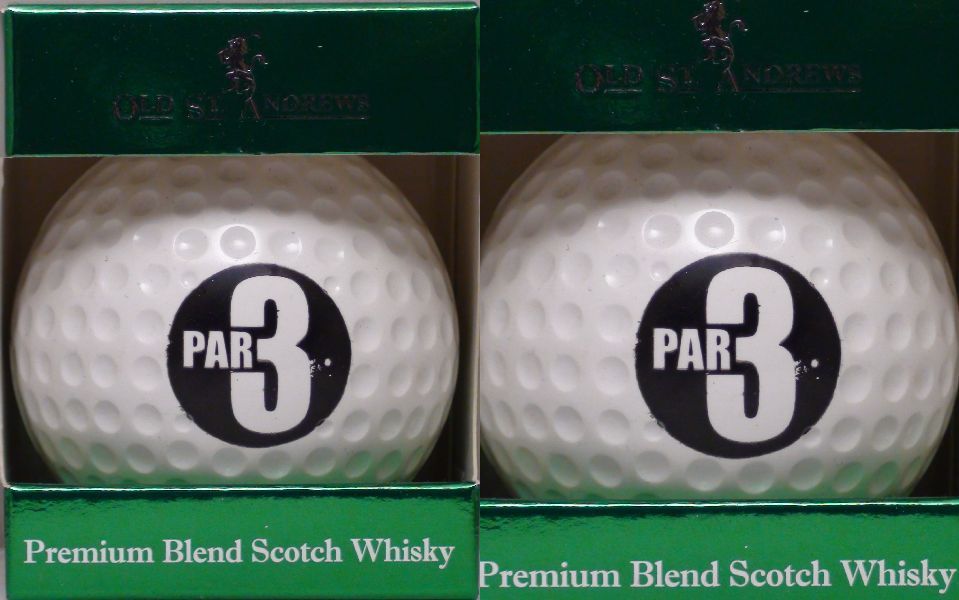 OLD ST. ANDREWS
PAR 3
Premium Blend Scotch Whisky
OLD ST. ANDREWS
PAR 3
Premium Blend Scotch Whisky